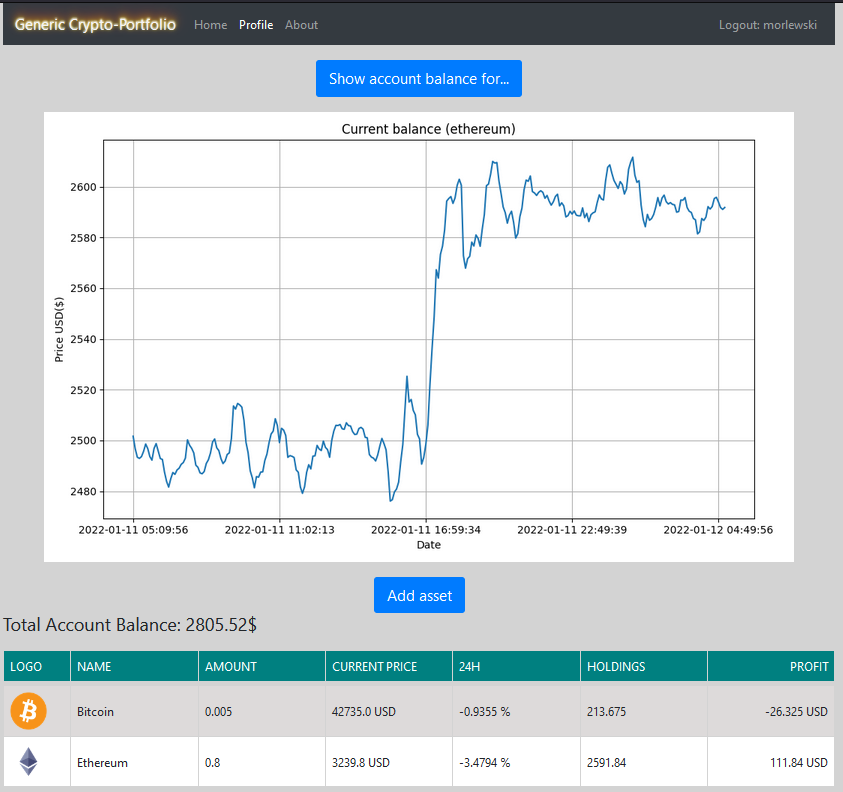 Generic Crypto-Portfolio Home Profile About Logout: morlewski
Show account balance for...
Current balance (ethereum)
Price USD($)
2600
2580
2560
2540
2520
2500
2480
2022-01-11 05:09:56 2022-01-11 11:02:13 2022-01-11 16:59:34 2022-01-11 22:49:39 2022-01-12 04:49:56
Date
Add asset
Total Account Balance: 2805.52$
LOGO NAME AMOUNT CURRENT PRICE 24H HOLDINGS PROFIT
Bitcoin 0.005 42735.0 USD -0.9355 % 213.675 -26.325 USD
Ethereum 0.8 3239.8 USD -3.4794 % 2591.84 111.84 USD